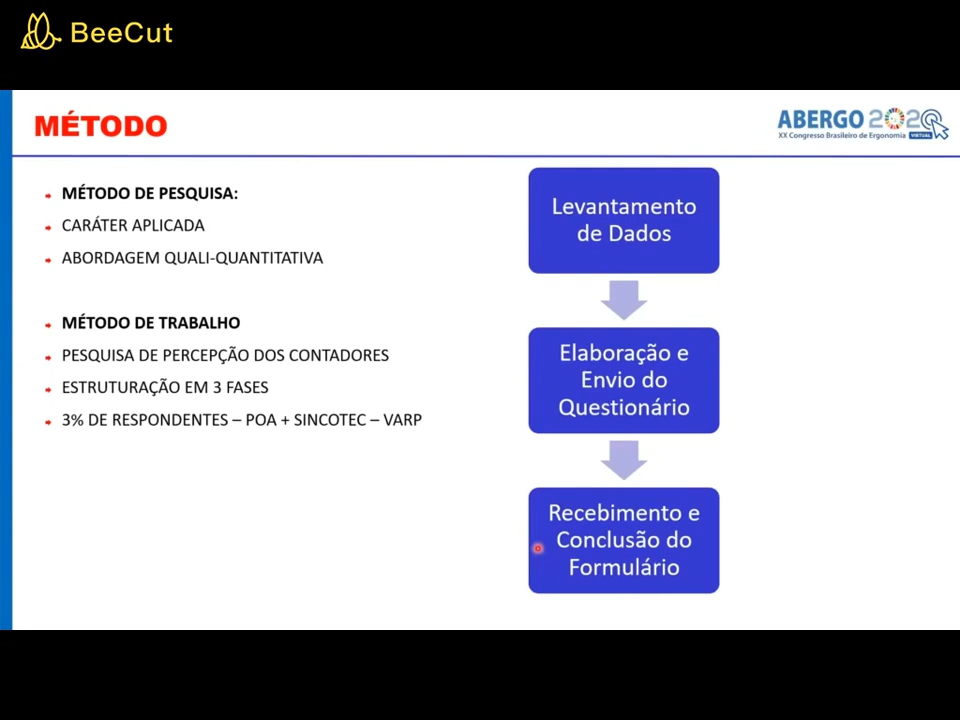 BeeCut
MÉTODO
ABERGO 2020
XX Congresso Brasileiro de Ergonomia VIRTUAL
MÉTODO DE PESQUISA:
CARÁTER APLICADA
ABORDAGEM QUALI-QUANTITATIVA
MÉTODO DE TRABALHO
PESQUISA DE PERCEPÇÃO DOS CONTADORES
ESTRUTURAÇÃO EM 3 FASES
3% DE RESPONDENTES – POA + SINCOTEC – VARP
Levantamento
de Dados
Elaboração e
Envio do
Questionário
Recebimento e
Conclusão do
Formulário